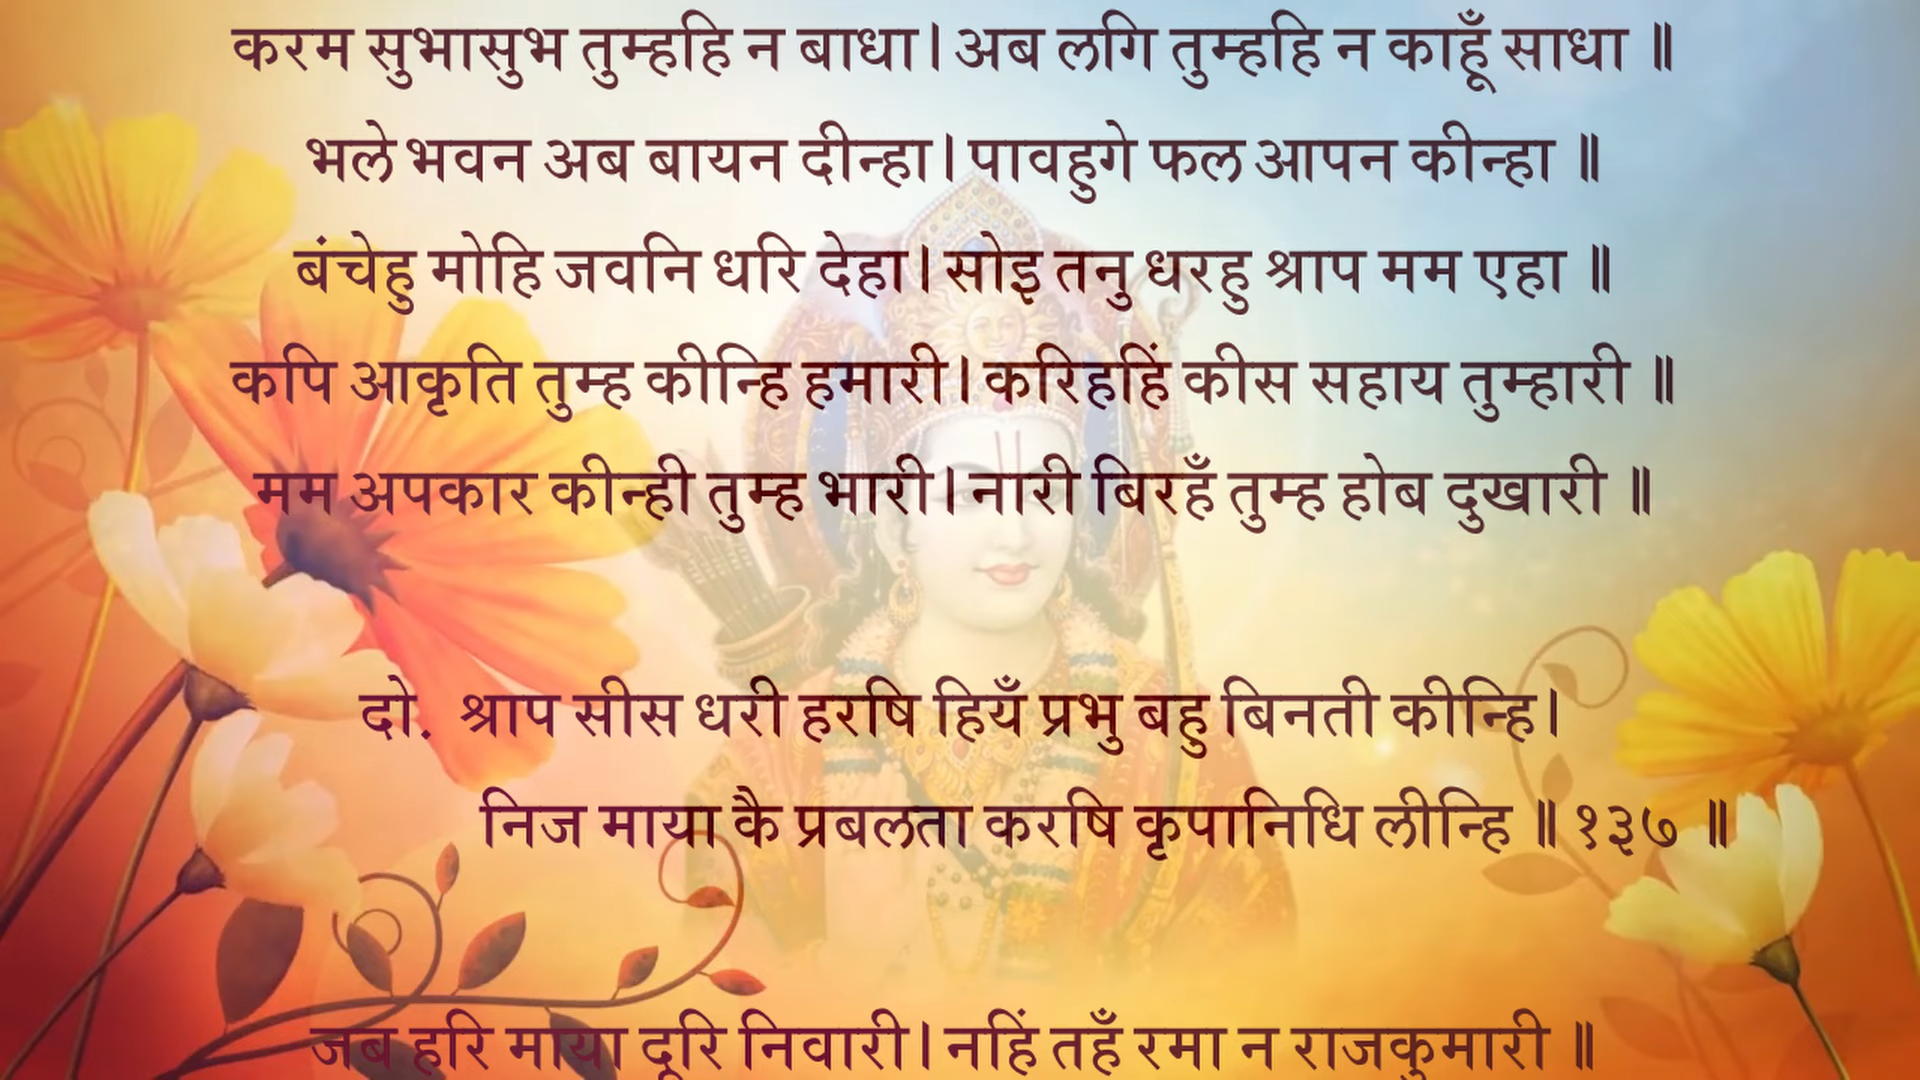 करम सुभासुभ तुम्हहि न बाधा। अब लगि तुम्हहि न काहूँ साधा ॥
भले भवन अब बायन दीन्हा। पावहुगे फल आपन कीन्हा ॥
बंचेहु मोहि जवनि धरि देहा। सोइ तनु धरहु श्राप मम एहा ॥
कपि आकृति तुम्ह कीन्हि हमारी। करिहहिं कीस सहाय तुम्हारी ॥
मम अपकार कीन्ही तुम्ह भारी। नारी बिरहँ तुम्ह होब दुखारी ॥
दो. श्राप सीस धरी हरषि हियँ प्रभु बहु बिनती कीन्हि।
निज माया कै प्रबलता करषि कृपानिधि लीन्हि ॥ १३७ ॥
जब हरि माया दूरि निवारी। नहिं तहँ रमा न राजकुमारी ॥